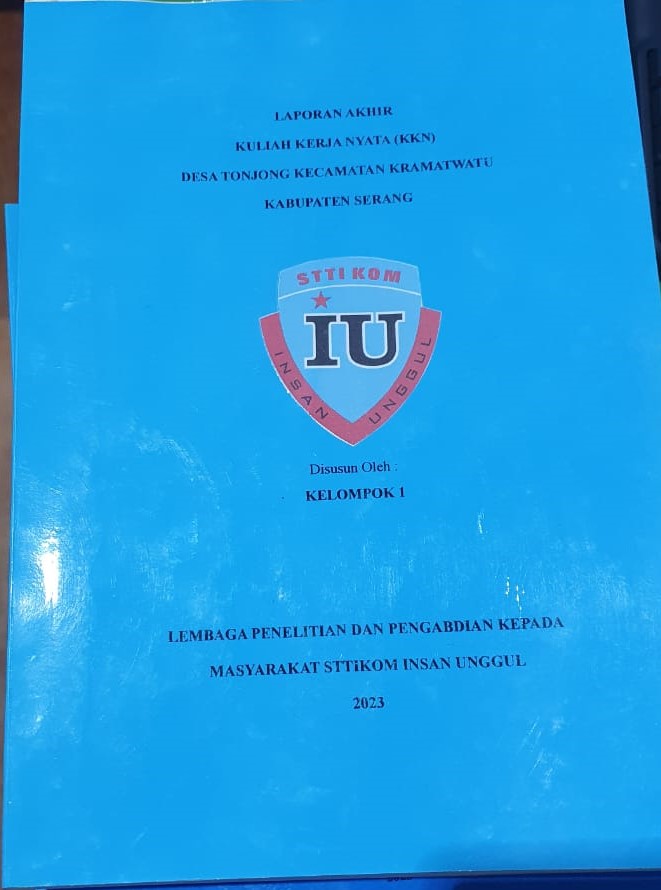 LAPORAN AKHIR
KULIAH KERJA NYATA (KKN)
DESA TONJONG KECAMATAN KRAMATWATU
KABUPATEN SERANG
STTI KOM
IU
INSAN UNGGUL
Disusun Oleh :
KELOMPOK 1
LEMBAGA PENELITIAN DAN PENGABDIAN KEPADA
MASYARAKAT STTiKOM INSAN UNGGUL
2023